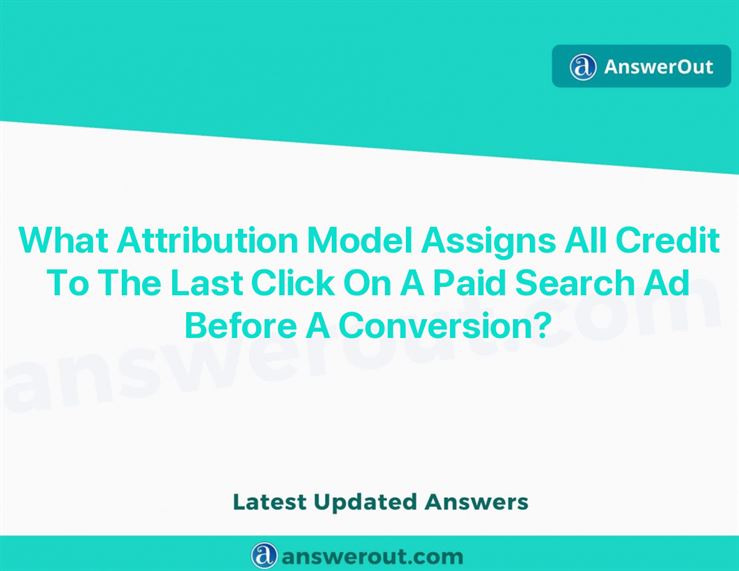 AnswerOut
What Attribution Model Assigns All Credit
To The Last Click On A Paid Search Ad
Before A Conversion?
answerout.com
Latest Updated Answers
answerout.com